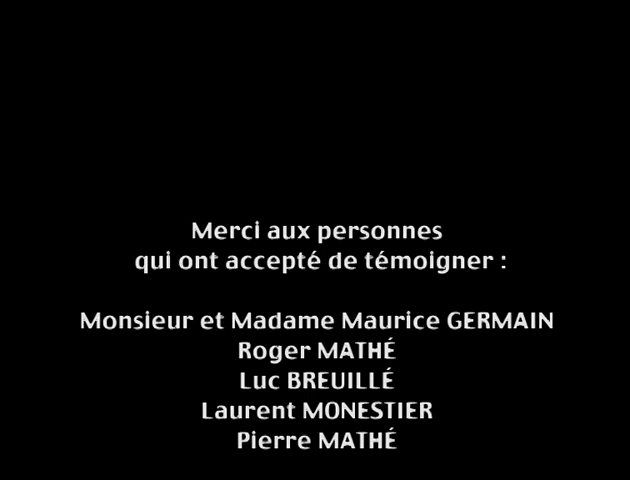 Merci aux personnes
qui ont accepté de témoigner :
Monsieur et Madame Maurice GERMAIN
Roger MATHÉ
Luc BREUILLÉ
Laurent MONESTIER
Pierre MATHÉ